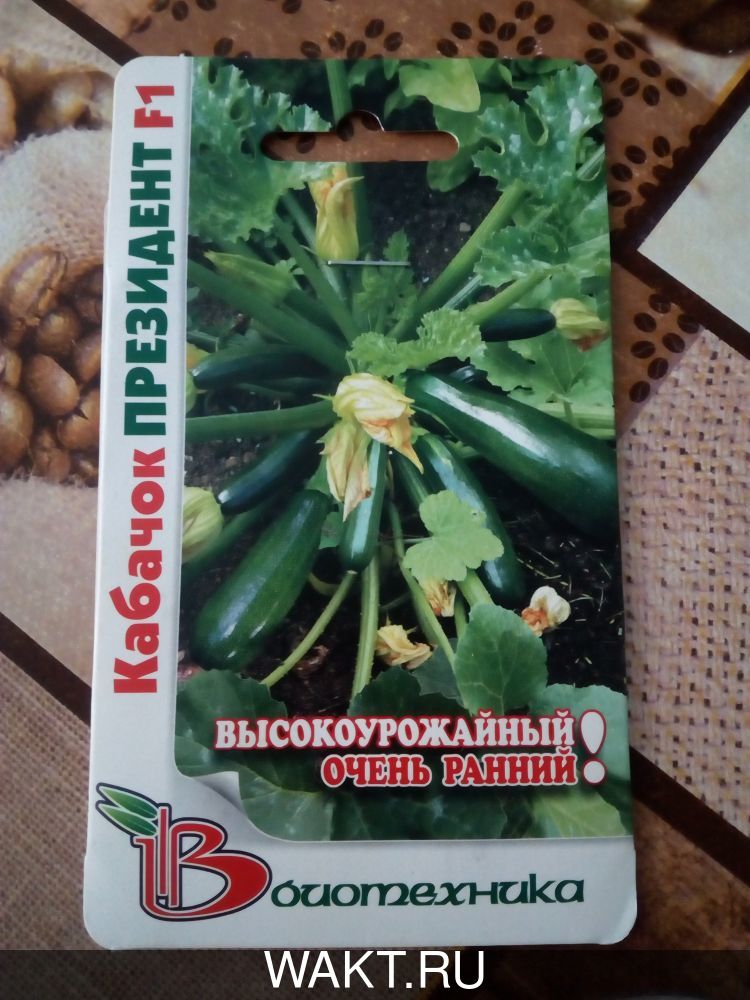 Кабачок ПРЕЗИДЕНТ F1
ВЫСОКОУРОЖАЙНЫЙ
ОЧЕНЬ РАННИЙ!
В биотехника
WAKT.RU